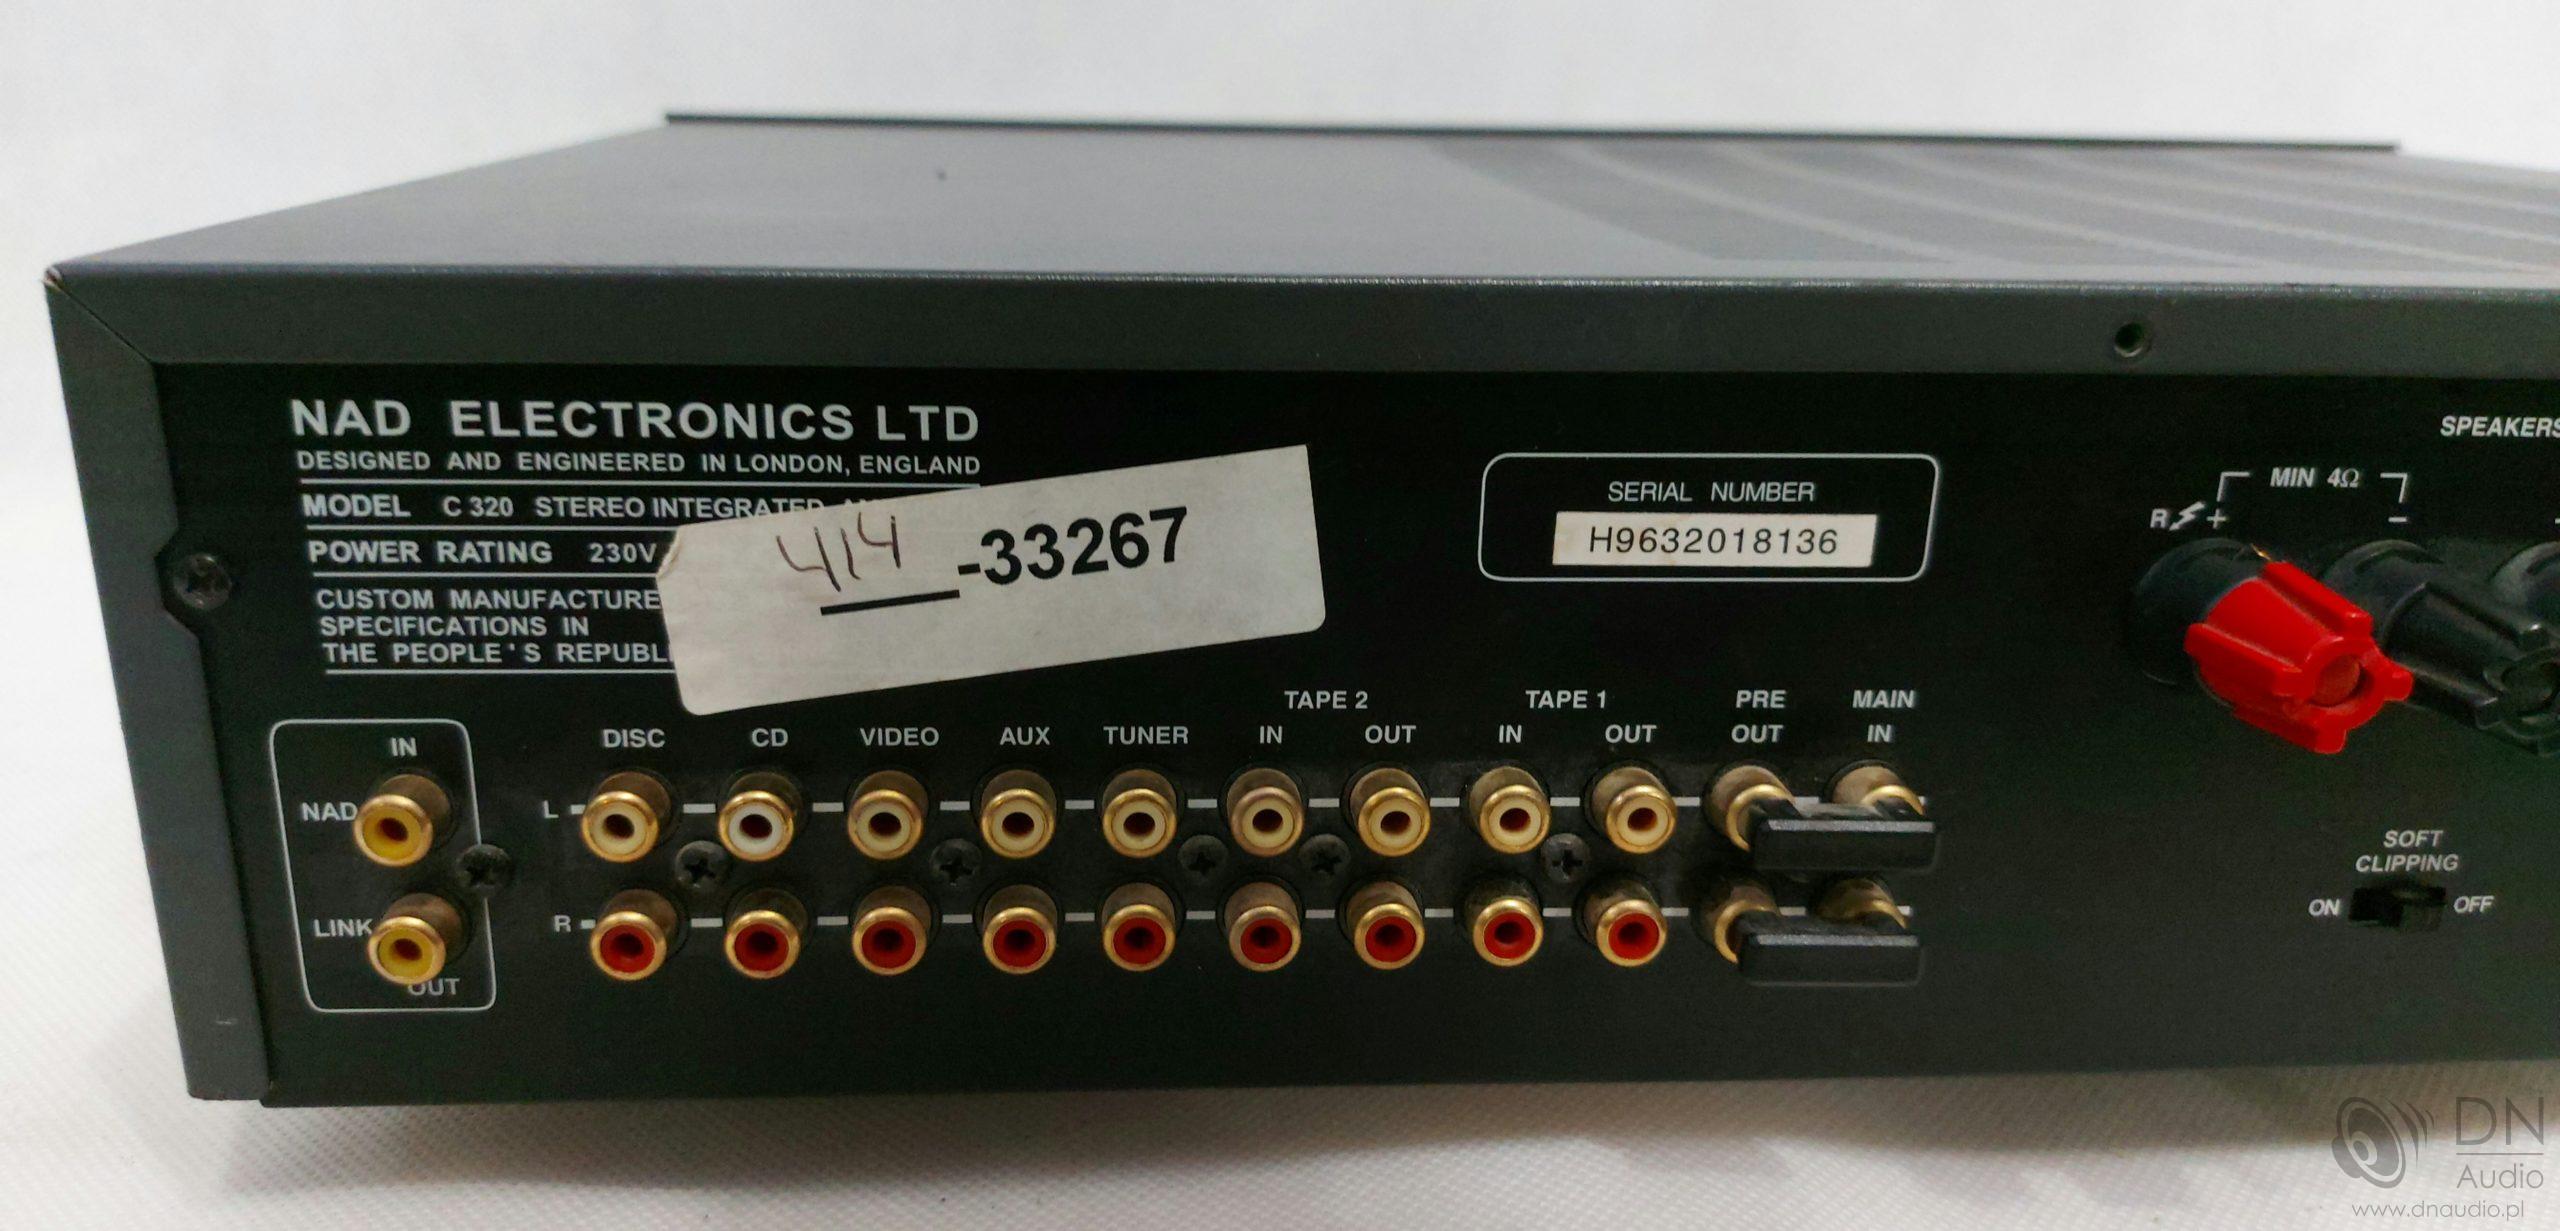 NAD ELECTRONICS LTD
DESIGNED AND ENGINEERED IN LONDON, ENGLAND
MODEL C 320 STEREO INTEGRATED
POWER RATING 230V
CUSTOM MANUFACTURE
SPECIFICATIONS IN
THE PEOPLE'S REPUBL
414-33267
SERIAL NUMBER
H9632018136
SPEAKERS
MIN 4Ω
R + - -
TAPE 2 TAPE 1 PRE MAIN
IN DISC CD VIDEO AUX TUNER IN OUT IN OUT OUT IN
NAD L
LINK R
OUT
SOFT
CLIPPING
ON OFF
DN
Audio
www.dnaudio.pl